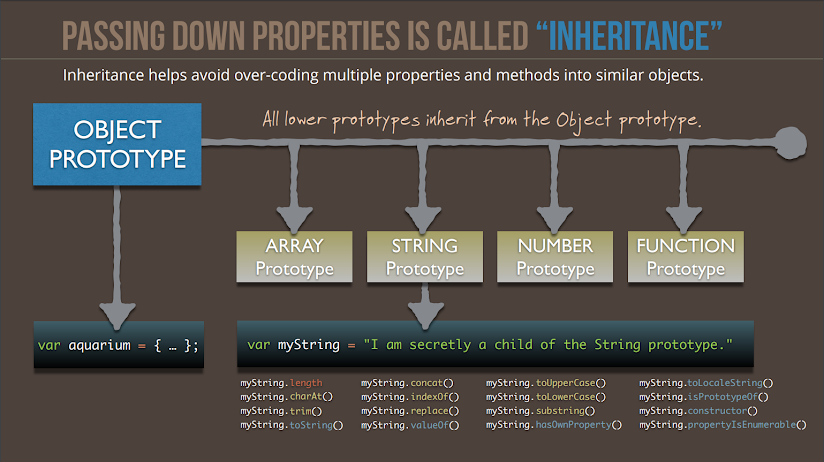 PASSING DOWN PROPERTIES IS CALLED “INHERITANCE”
Inheritance helps avoid over-coding multiple properties and methods into similar objects.
OBJECT
PROTOTYPE
All lower prototypes inherit from the Object prototype.
ARRAY
Prototype
STRING
Prototype
NUMBER
Prototype
FUNCTION
Prototype
var aquarium = { … };
var myString = "I am secretly a child of the String prototype."
myString.length
myString.charAt()
myString.trim()
myString.toString()
myString.concat()
myString.indexOf()
myString.replace()
myString.valueOf()
myString.toUpperCase()
myString.toLowerCase()
myString.substring()
myString.hasOwnProperty()
myString.toLocaleString()
myString.isPrototypeOf()
myString.constructor()
myString.propertyIsEnumerable()